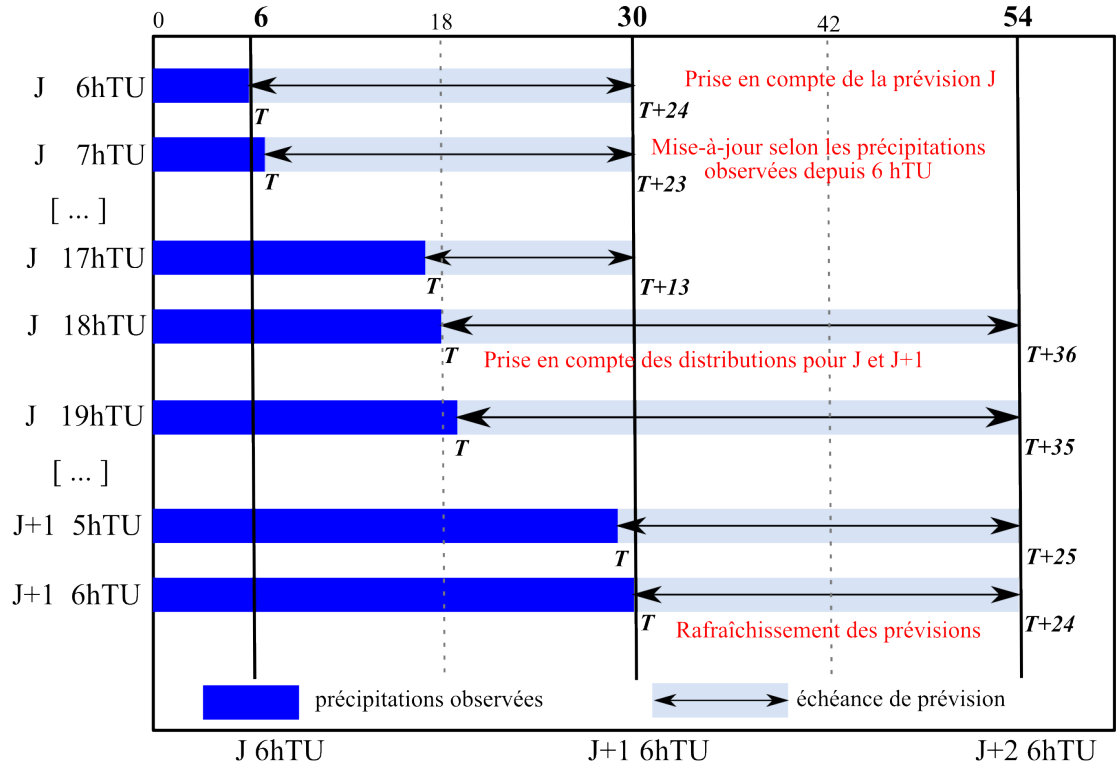 0 6 18 30 42 54
J 6hTU
Prise en compte de la prévision J
T T+24
J 7hTU
Mise-à-jour selon les précipitations
observées depuis 6 hTU
T T+23
[ ... ]
J 17hTU
T T+13
J 18hTU
T Prise en compte des distributions pour J et J+1 T+36
J 19hTU
T T+35
[ ... ]
J+1 5hTU
T T+25
J+1 6hTU
T Rafraîchissement des prévisions T+24
précipitations observées échéance de prévision
J 6hTU J+1 6hTU J+2 6hTU